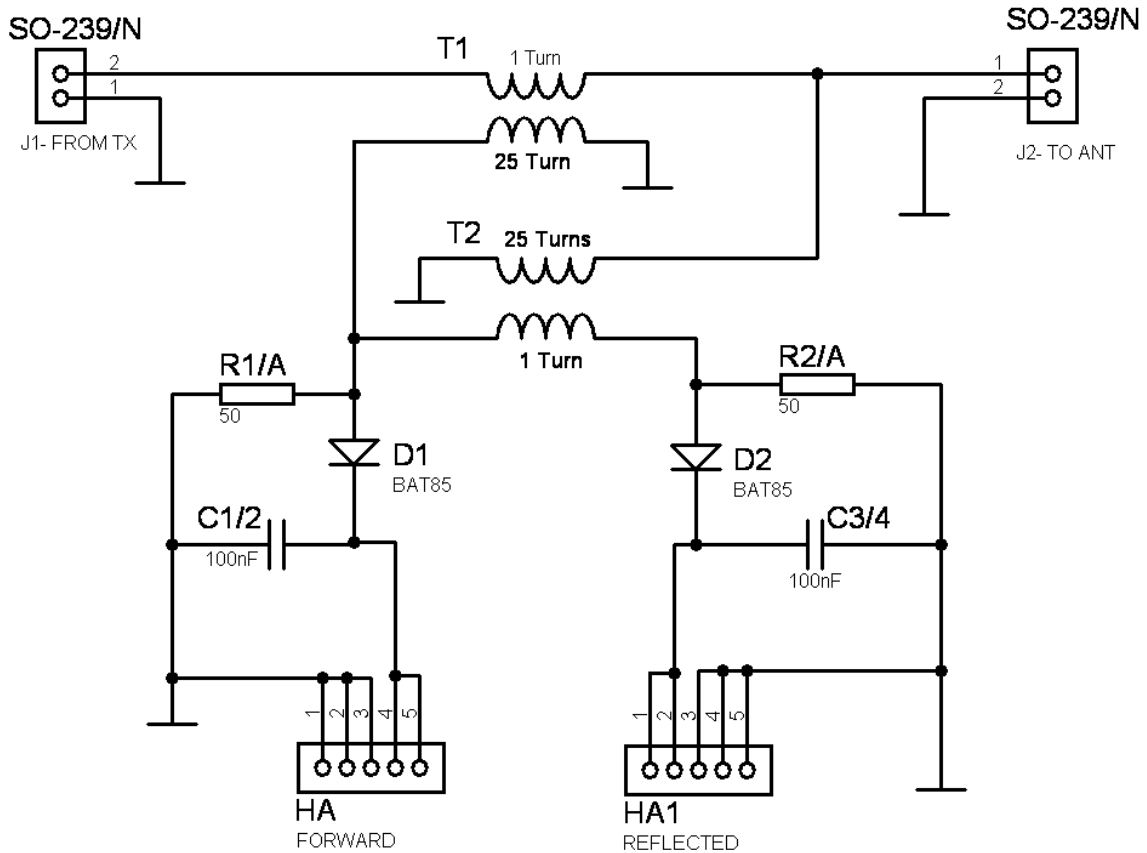 SO-239/N
SO-239/N
T1
1 Turn
2
1
1
2
J1- FROM TX
25 Turn
J2- TO ANT
T2
25 Turns
1 Turn
R1/A
50
R2/A
50
D1
BAT85
D2
BAT85
C1/2
100nF
C3/4
100nF
1
2
3
4
5
1
2
3
4
5
HA
FORWARD
HA1
REFLECTED